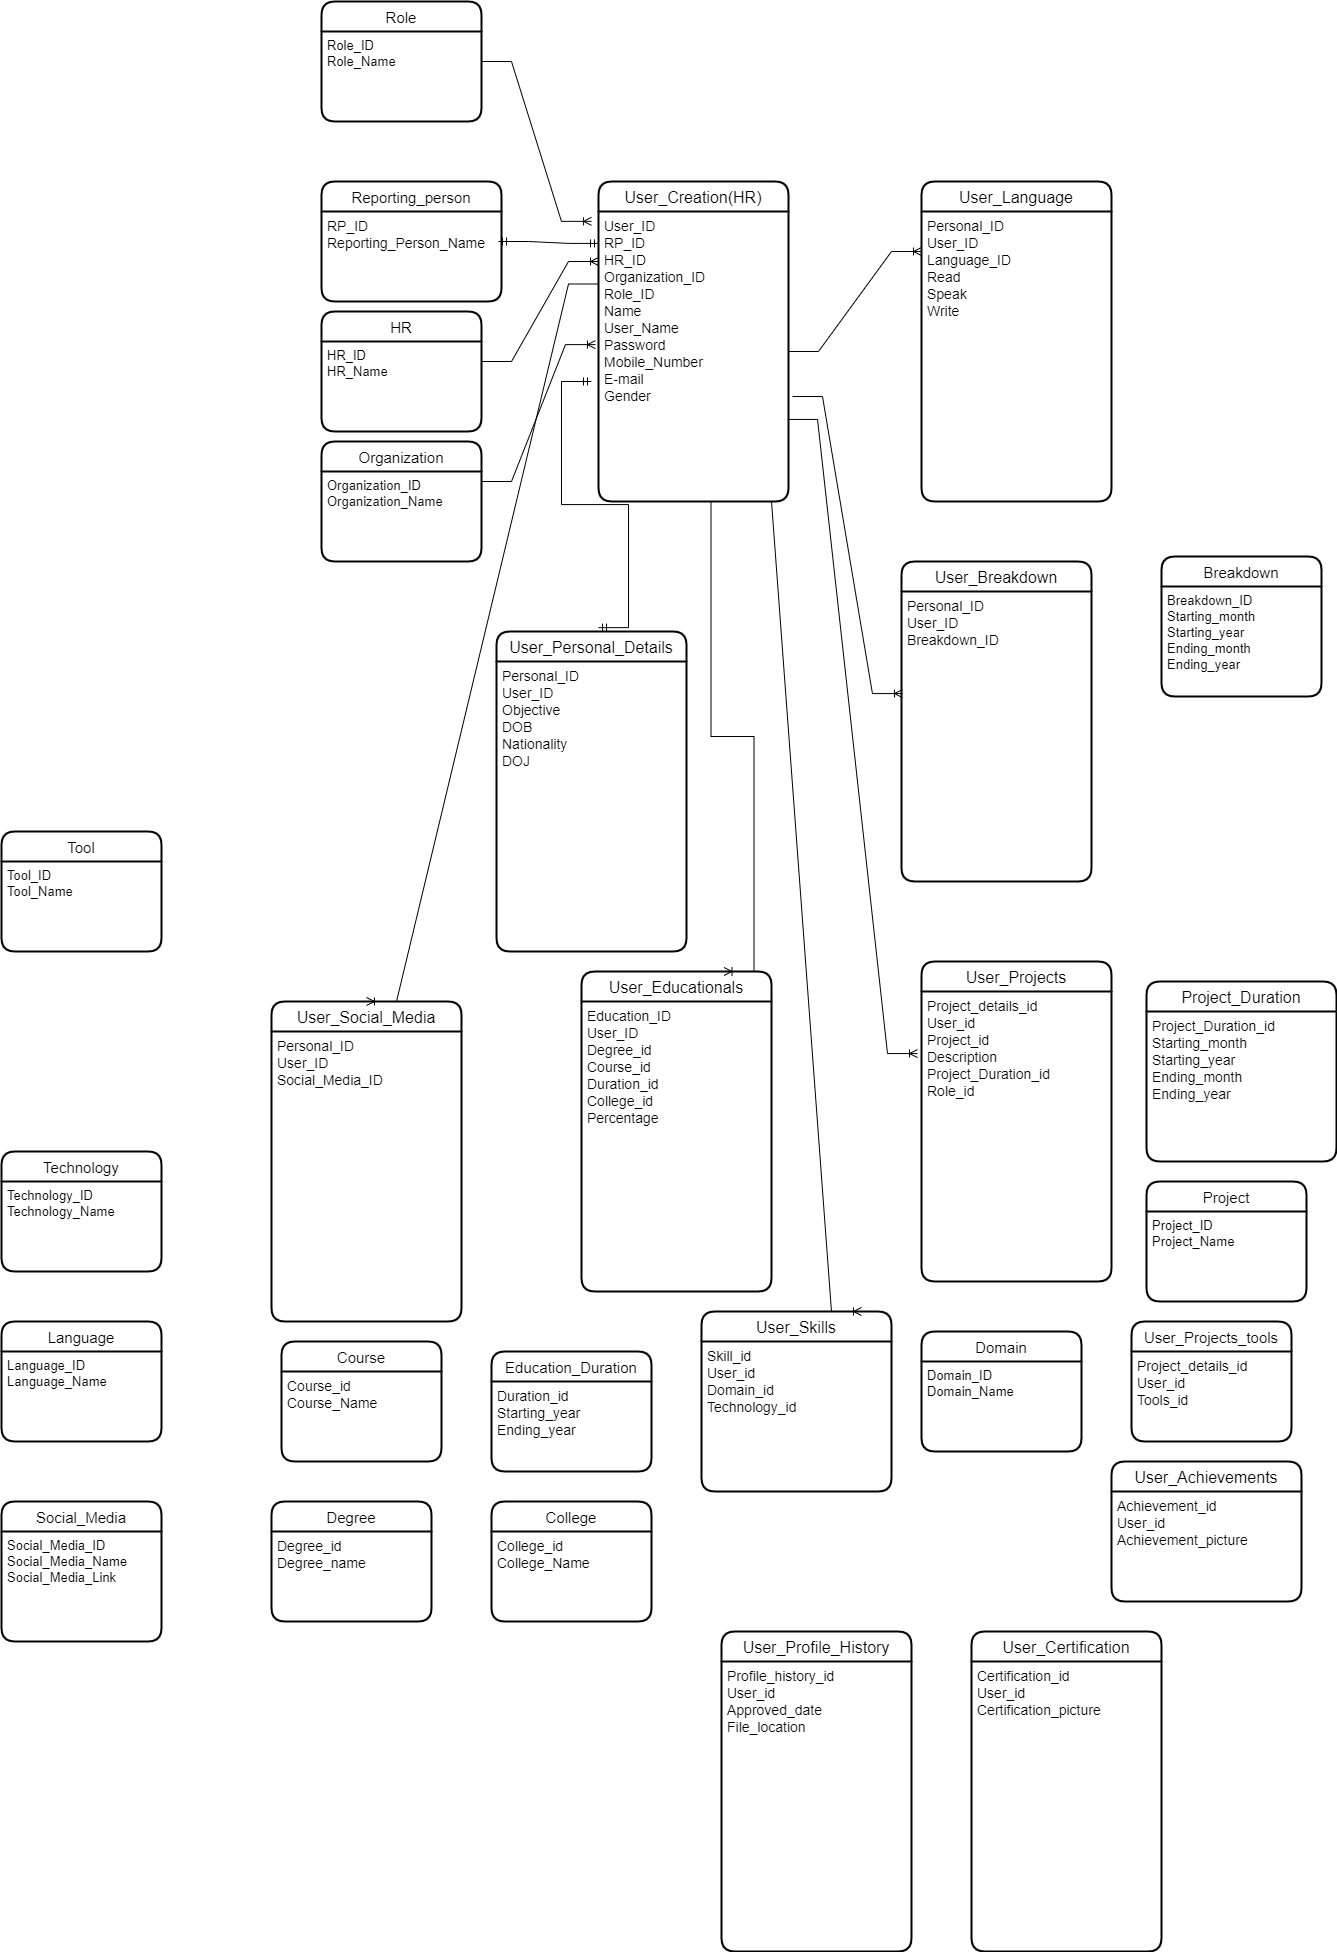 Role
Role_ID
Role_Name
Reporting_person
RP_ID
Reporting_Person_Name
User_Creation(HR)
User_ID
RP_ID
HR_ID
Organization_ID
Role_ID
Name
User_Name
Password
Mobile_Number
E-mail
Gender
User_Language
Personal_ID
User_ID
Language_ID
Read
Speak
Write
HR
HR_ID
HR_Name
Organization
Organization_ID
Organization_Name
User_Breakdown
Personal_ID
User_ID
Breakdown_ID
Breakdown
Breakdown_ID
Starting_month
Starting_year
Ending_month
Ending_year
User_Personal_Details
Personal_ID
User_ID
Objective
DOB
Nationality
DOJ
Tool
Tool_ID
Tool_Name
User_Social_Media
Personal_ID
User_ID
Social_Media_ID
User_Educationals
Education_ID
User_ID
Degree_id
Course_id
Duration_id
College_id
Percentage
User_Projects
Project_details_id
User_id
Project_id
Description
Project_Duration_id
Role_id
Project_Duration
Project_Duration_id
Starting_month
Starting_year
Ending_month
Ending_year
Technology
Technology_ID
Technology_Name
Project
Project_ID
Project_Name
Language
Language_ID
Language_Name
Course
Course_id
Course_Name
Education_Duration
Duration_id
Starting_year
Ending_year
User_Skills
Skill_id
User_id
Domain_id
Technology_id
Domain
Domain_ID
Domain_Name
User_Projects_tools
Project_details_id
User_id
Tools_id
User_Achievements
Achievement_id
User_id
Achievement_picture
Social_Media
Social_Media_ID
Social_Media_Name
Social_Media_Link
Degree
Degree_id
Degree_name
College
College_id
College_Name
User_Profile_History
Profile_history_id
User_id
Approved_date
File_location
User_Certification
Certification_id
User_id
Certification_picture